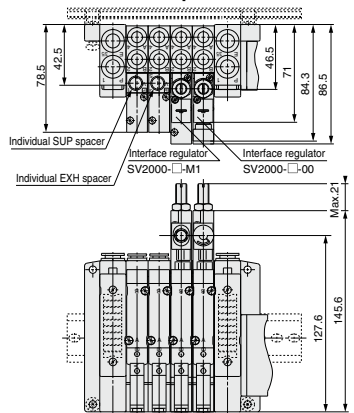 78.5
42.5
46.5
71
84.3
86.5
Individual SUP spacer
Individual EXH spacer
Interface regulator
SV2000-□-M1
Interface regulator
SV2000-□-00
Max.21
127.6
145.6